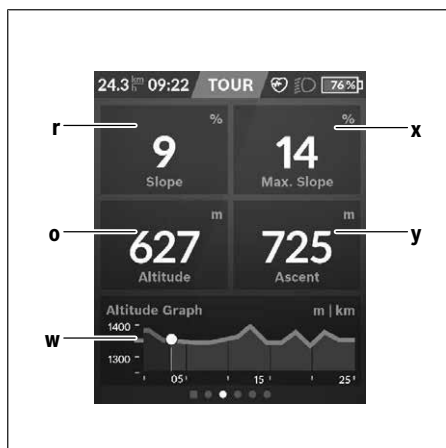 24.3 km/h 09:22 TOUR 76 %
r % % x
9 14
Slope Max. Slope
o m m y
627 725
Altitude Ascent
Altitude Graph m | km
w 1400
1300
05 15 25